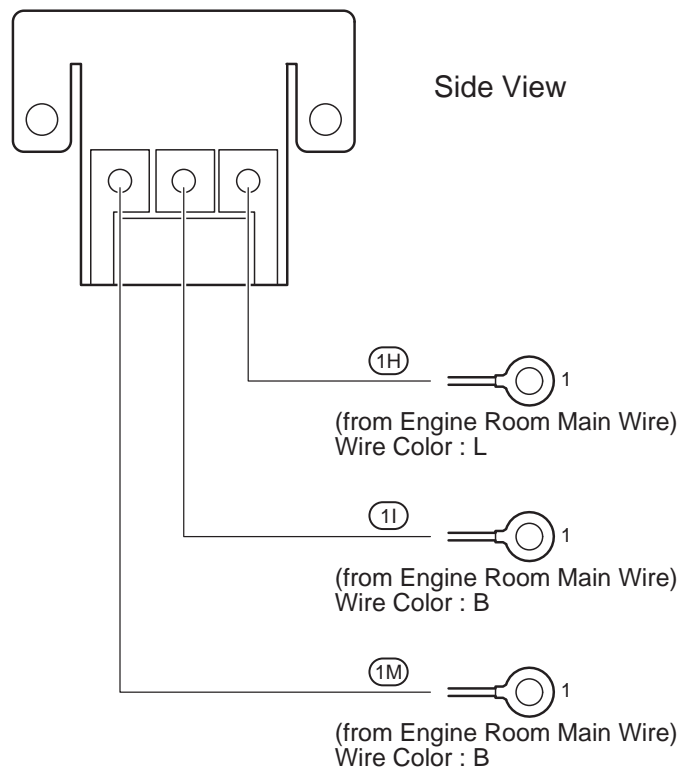 Side View
1H
1
(from Engine Room Main Wire)
Wire Color : L
1I
1
(from Engine Room Main Wire)
Wire Color : B
1M
1
(from Engine Room Main Wire)
Wire Color : B